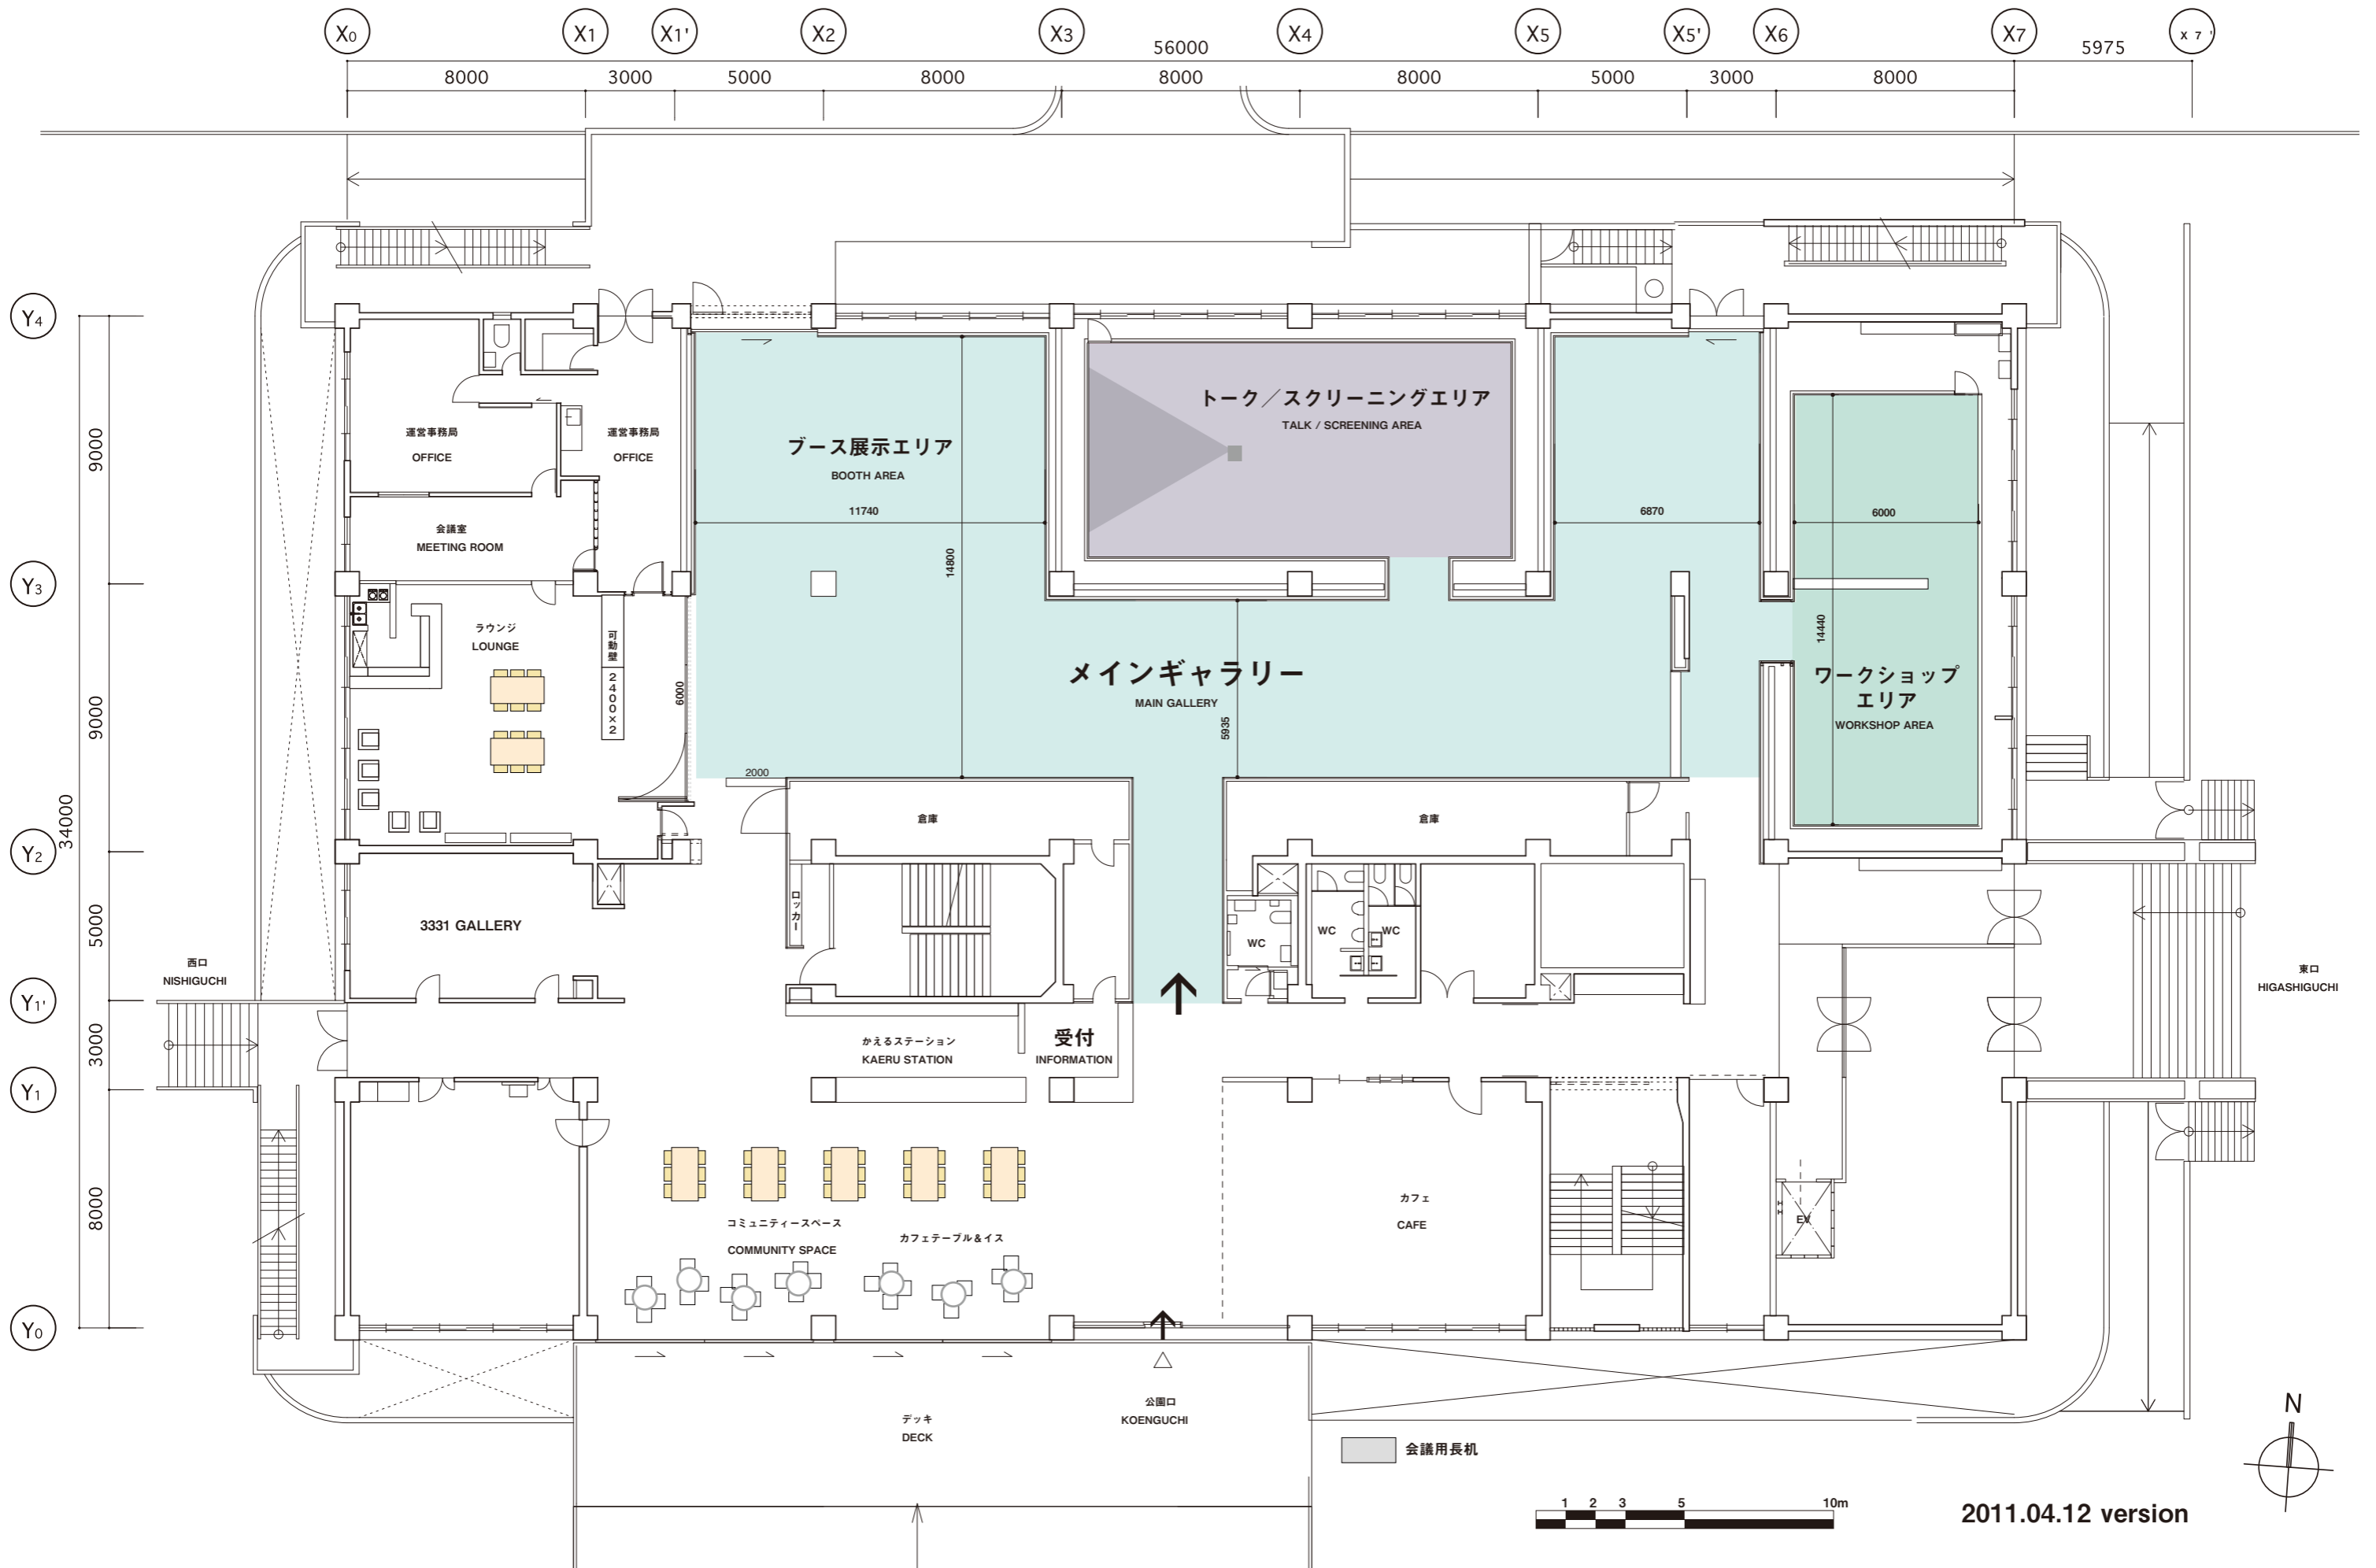 X0
X1
X1'
X2
X3
X4
X5
X5'
X6
X7
X7'
56000
5975
8000
3000
5000
8000
8000
8000
5000
3000
8000
Y4
Y3
Y2
Y1'
Y1
Y0
9000
9000
34000
5000
3000
8000
運営事務局
OFFICE
運営事務局
OFFICE
会議室
MEETING ROOM
ラウンジ
LOUNGE
可動壁 2400×2
6000
ブース展示エリア
BOOTH AREA
11740
14800
トーク/スクリーニングエリア
TALK / SCREENING AREA
6870
6000
14440
メインギャラリー
MAIN GALLERY
5935
ワークショップ
エリア
WORKSHOP AREA
2000
倉庫
倉庫
ロッカー
3331 GALLERY
WC
WC
WC
西口
NISHIGUCHI
東口
HIGASHIGUCHI
かえるステーション
KAERU STATION
受付
INFORMATION
コミュニティースペース
COMMUNITY SPACE
カフェテーブル&イス
カフェ
CAFE
EV
デッキ
DECK
公園口
KOENGUCHI
会議用長机
N
1 2 3 5 10m
2011.04.12 version